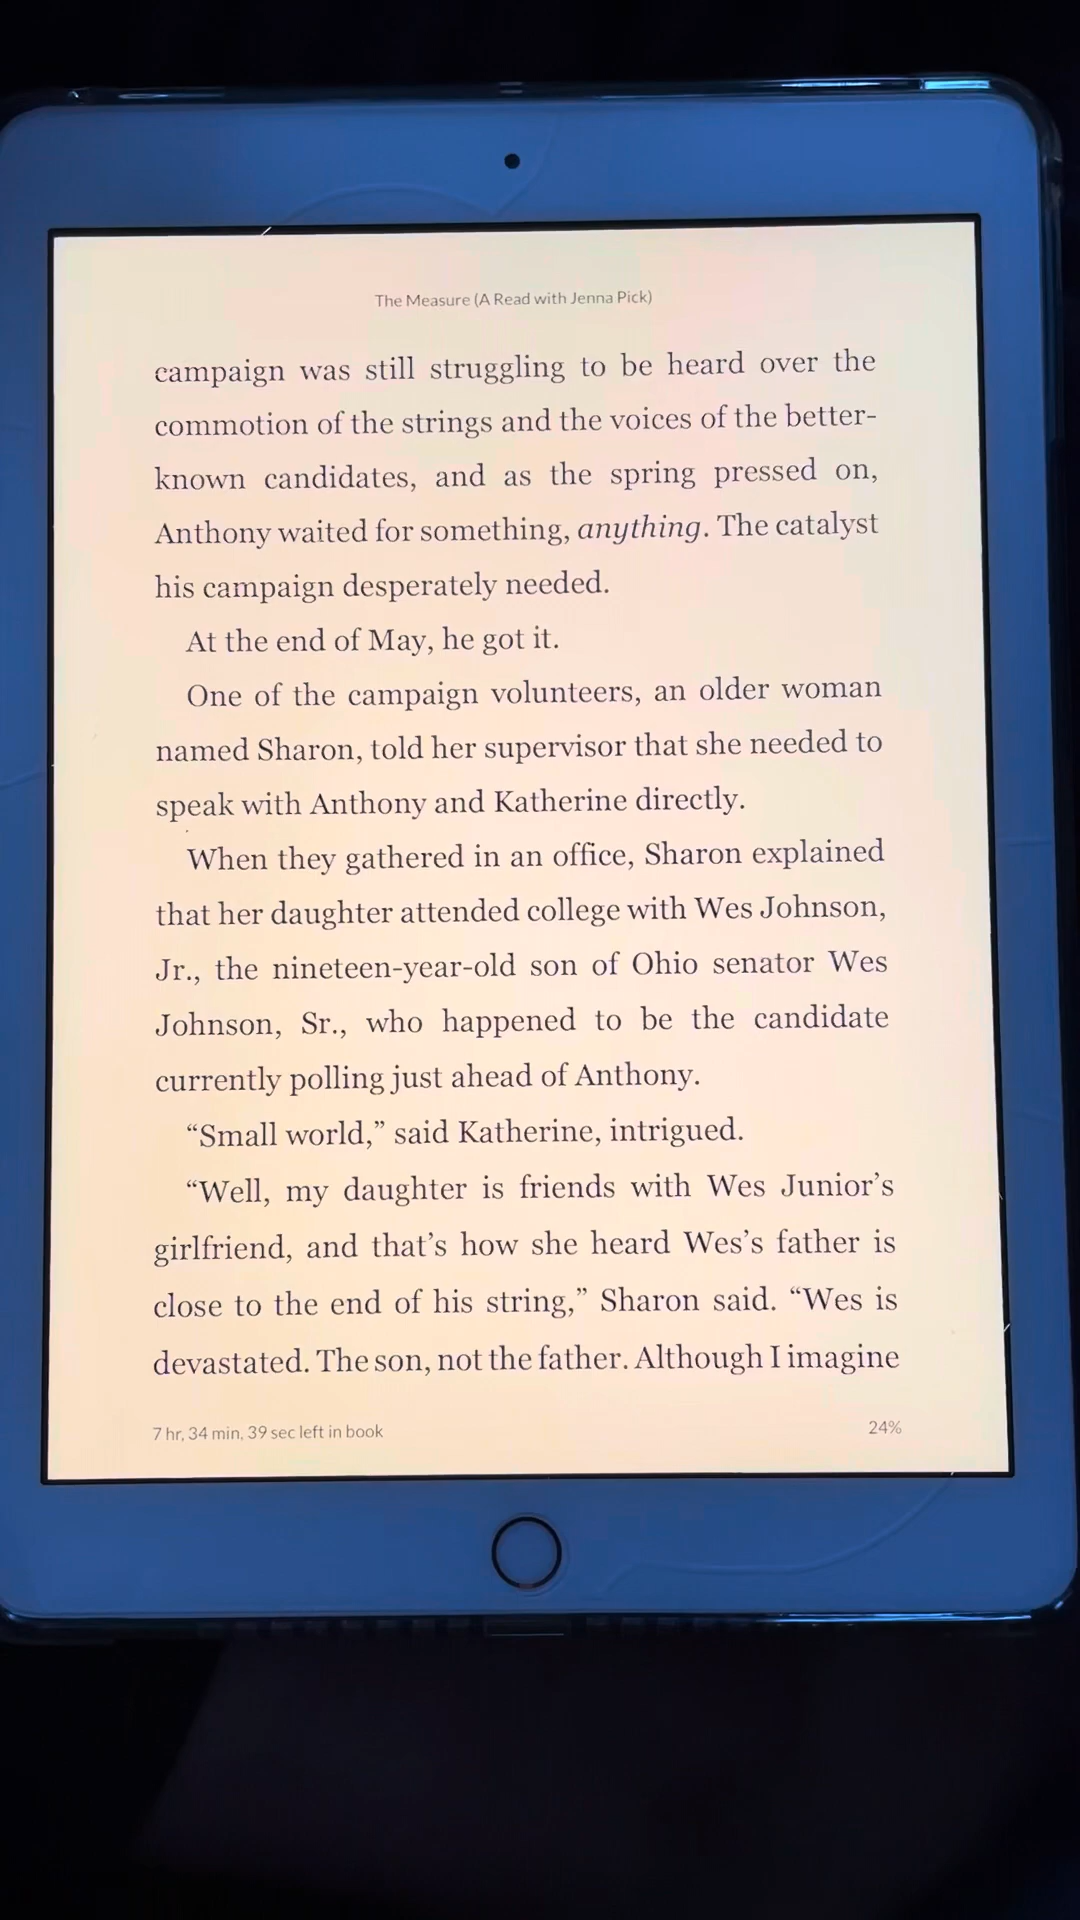 The Measure (A Read with Jenna Pick)
campaign was still struggling to be heard over the
commotion of the strings and the voices of the better-
known candidates, and as the spring pressed on,
Anthony waited for something, anything. The catalyst
his campaign desperately needed.
At the end of May, he got it.
One of the campaign volunteers, an older woman
named Sharon, told her supervisor that she needed to
speak with Anthony and Katherine directly.
When they gathered in an office, Sharon explained
that her daughter attended college with Wes Johnson,
Jr., the nineteen-year-old son of Ohio senator Wes
Johnson, Sr., who happened to be the candidate
currently polling just ahead of Anthony.
“Small world,” said Katherine, intrigued.
“Well, my daughter is friends with Wes Junior’s
girlfriend, and that’s how she heard Wes’s father is
close to the end of his string,” Sharon said. “Wes is
devastated. The son, not the father. Although I imagine
7 hr, 34 min, 39 sec left in book
24%